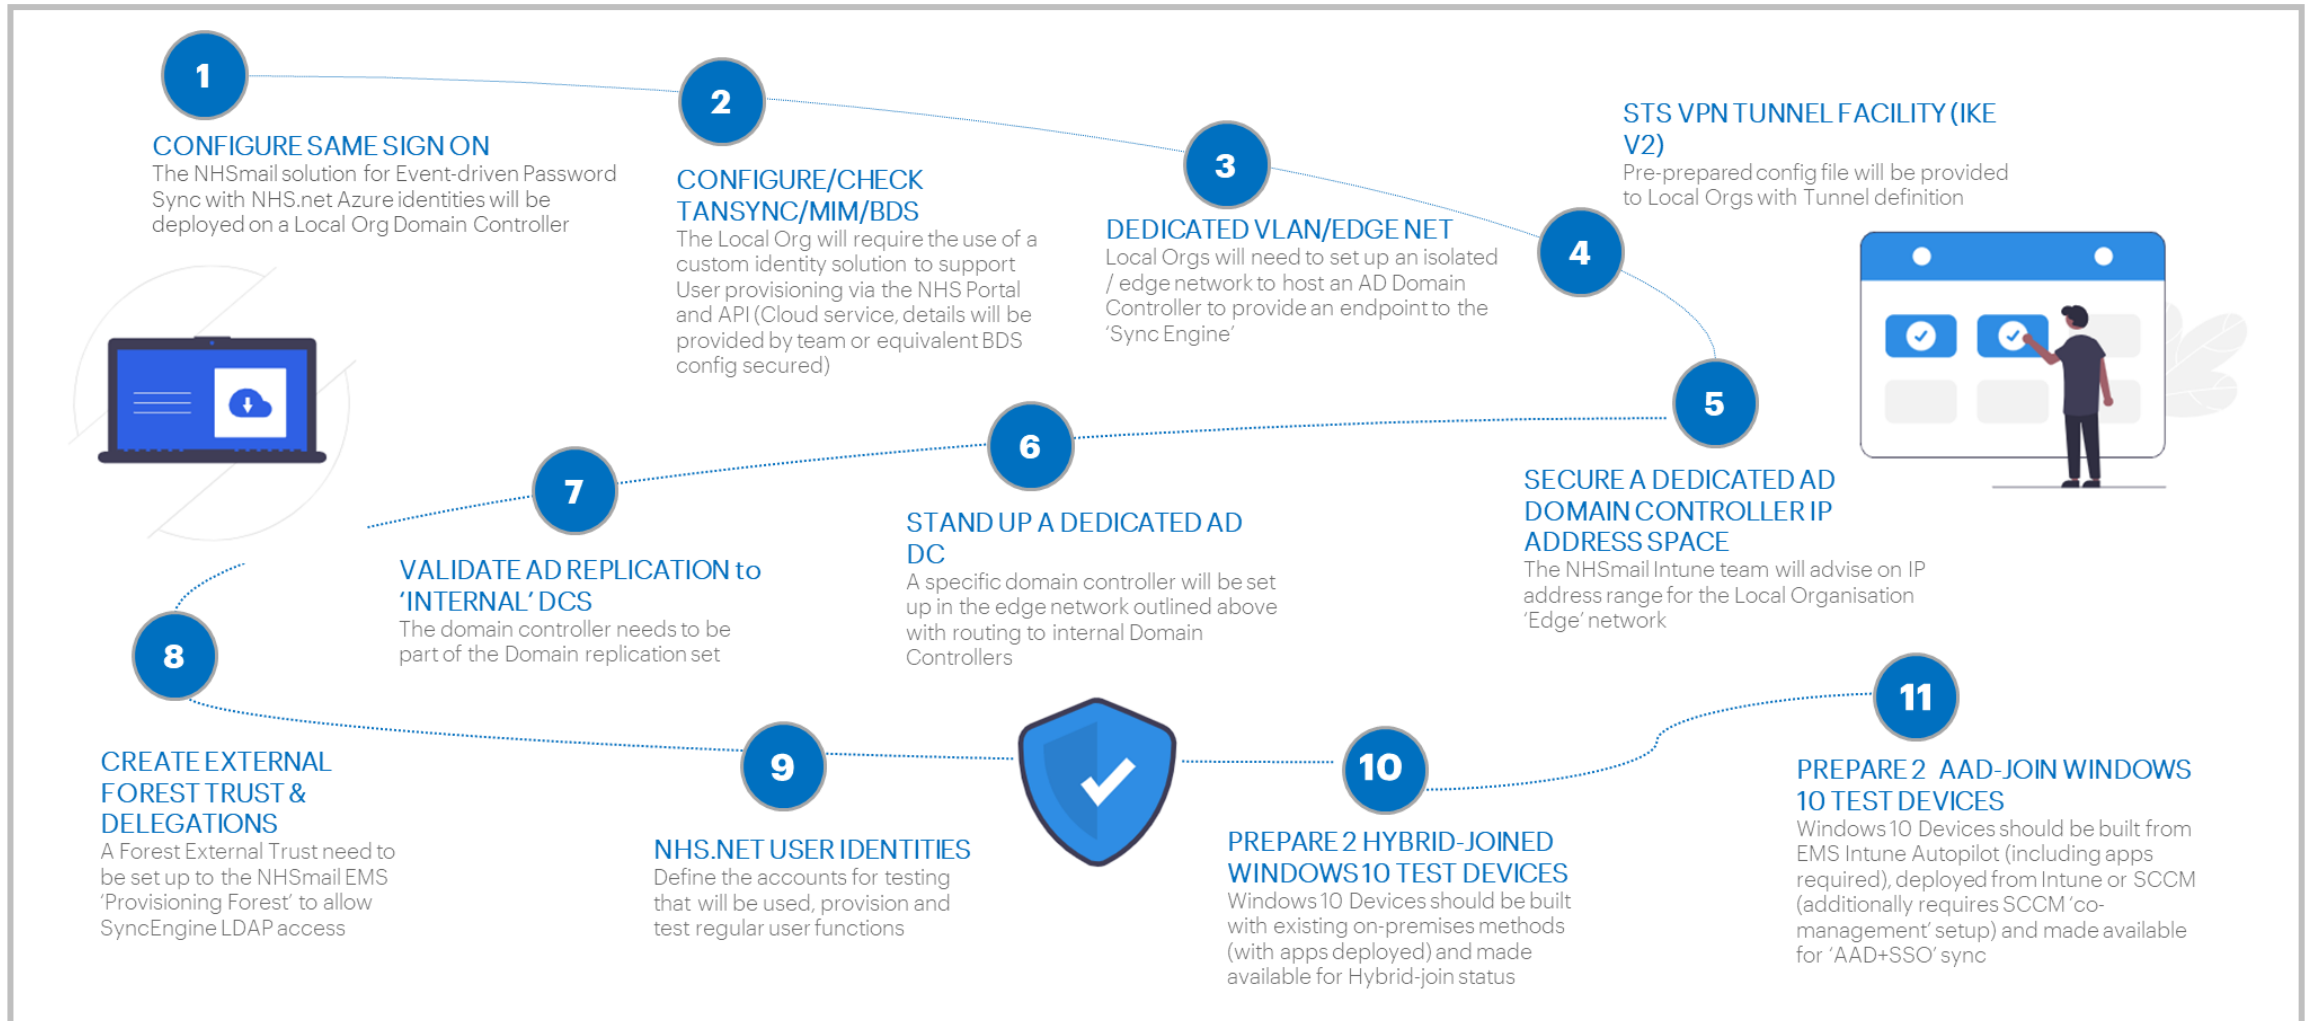 1
CONFIGURE SAME SIGN ON
The NHSmail solution for Event-driven Password
Sync with NHS.net Azure identities will be
deployed on a Local Org Domain Controller
2
CONFIGURE/CHECK
TANSYNC/MIM/BDS
The Local Org will require the use of a
custom identity solution to support
User provisioning via the NHS Portal
and API (Cloud service, details will be
provided by team or equivalent BDS
config secured)
3
DEDICATED VLAN/EDGE NET
Local Orgs will need to set up an isolated
/ edge network to host an AD Domain
Controller to provide an endpoint to the
‘Sync Engine’
4
STS VPN TUNNEL FACILITY (IKE
V2)
Pre-prepared config file will be provided
to Local Orgs with Tunnel definition
5
SECURE A DEDICATED AD
DOMAIN CONTROLLER IP
ADDRESS SPACE
The NHSmail Intune team will advise on IP
address range for the Local Organisation
‘Edge’ network
6
STAND UP A DEDICATED AD
DC
A specific domain controller will be set
up in the edge network outlined above
with routing to internal Domain
Controllers
7
VALIDATE AD REPLICATION to
‘INTERNAL’ DCS
The domain controller needs to be
part of the Domain replication set
8
CREATE EXTERNAL
FOREST TRUST &
DELEGATIONS
A Forest External Trust need to
be set up to the NHSmail EMS
‘Provisioning Forest’ to allow
SyncEngine LDAP access
9
NHS.NET USER IDENTITIES
Define the accounts for testing
that will be used, provision and
test regular user functions
10
PREPARE 2 HYBRID-JOINED
WINDOWS 10 TEST DEVICES
Windows 10 Devices should be built
with existing on-premises methods
(with apps deployed) and made
available for Hybrid-join status
11
PREPARE 2 AAD-JOIN WINDOWS
10 TEST DEVICES
Windows 10 Devices should be built from
EMS Intune Autopilot (including apps
required), deployed from Intune or SCCM
(additionally requires SCCM ‘co-
management’ setup) and made available
for ‘AAD+SSO’ sync